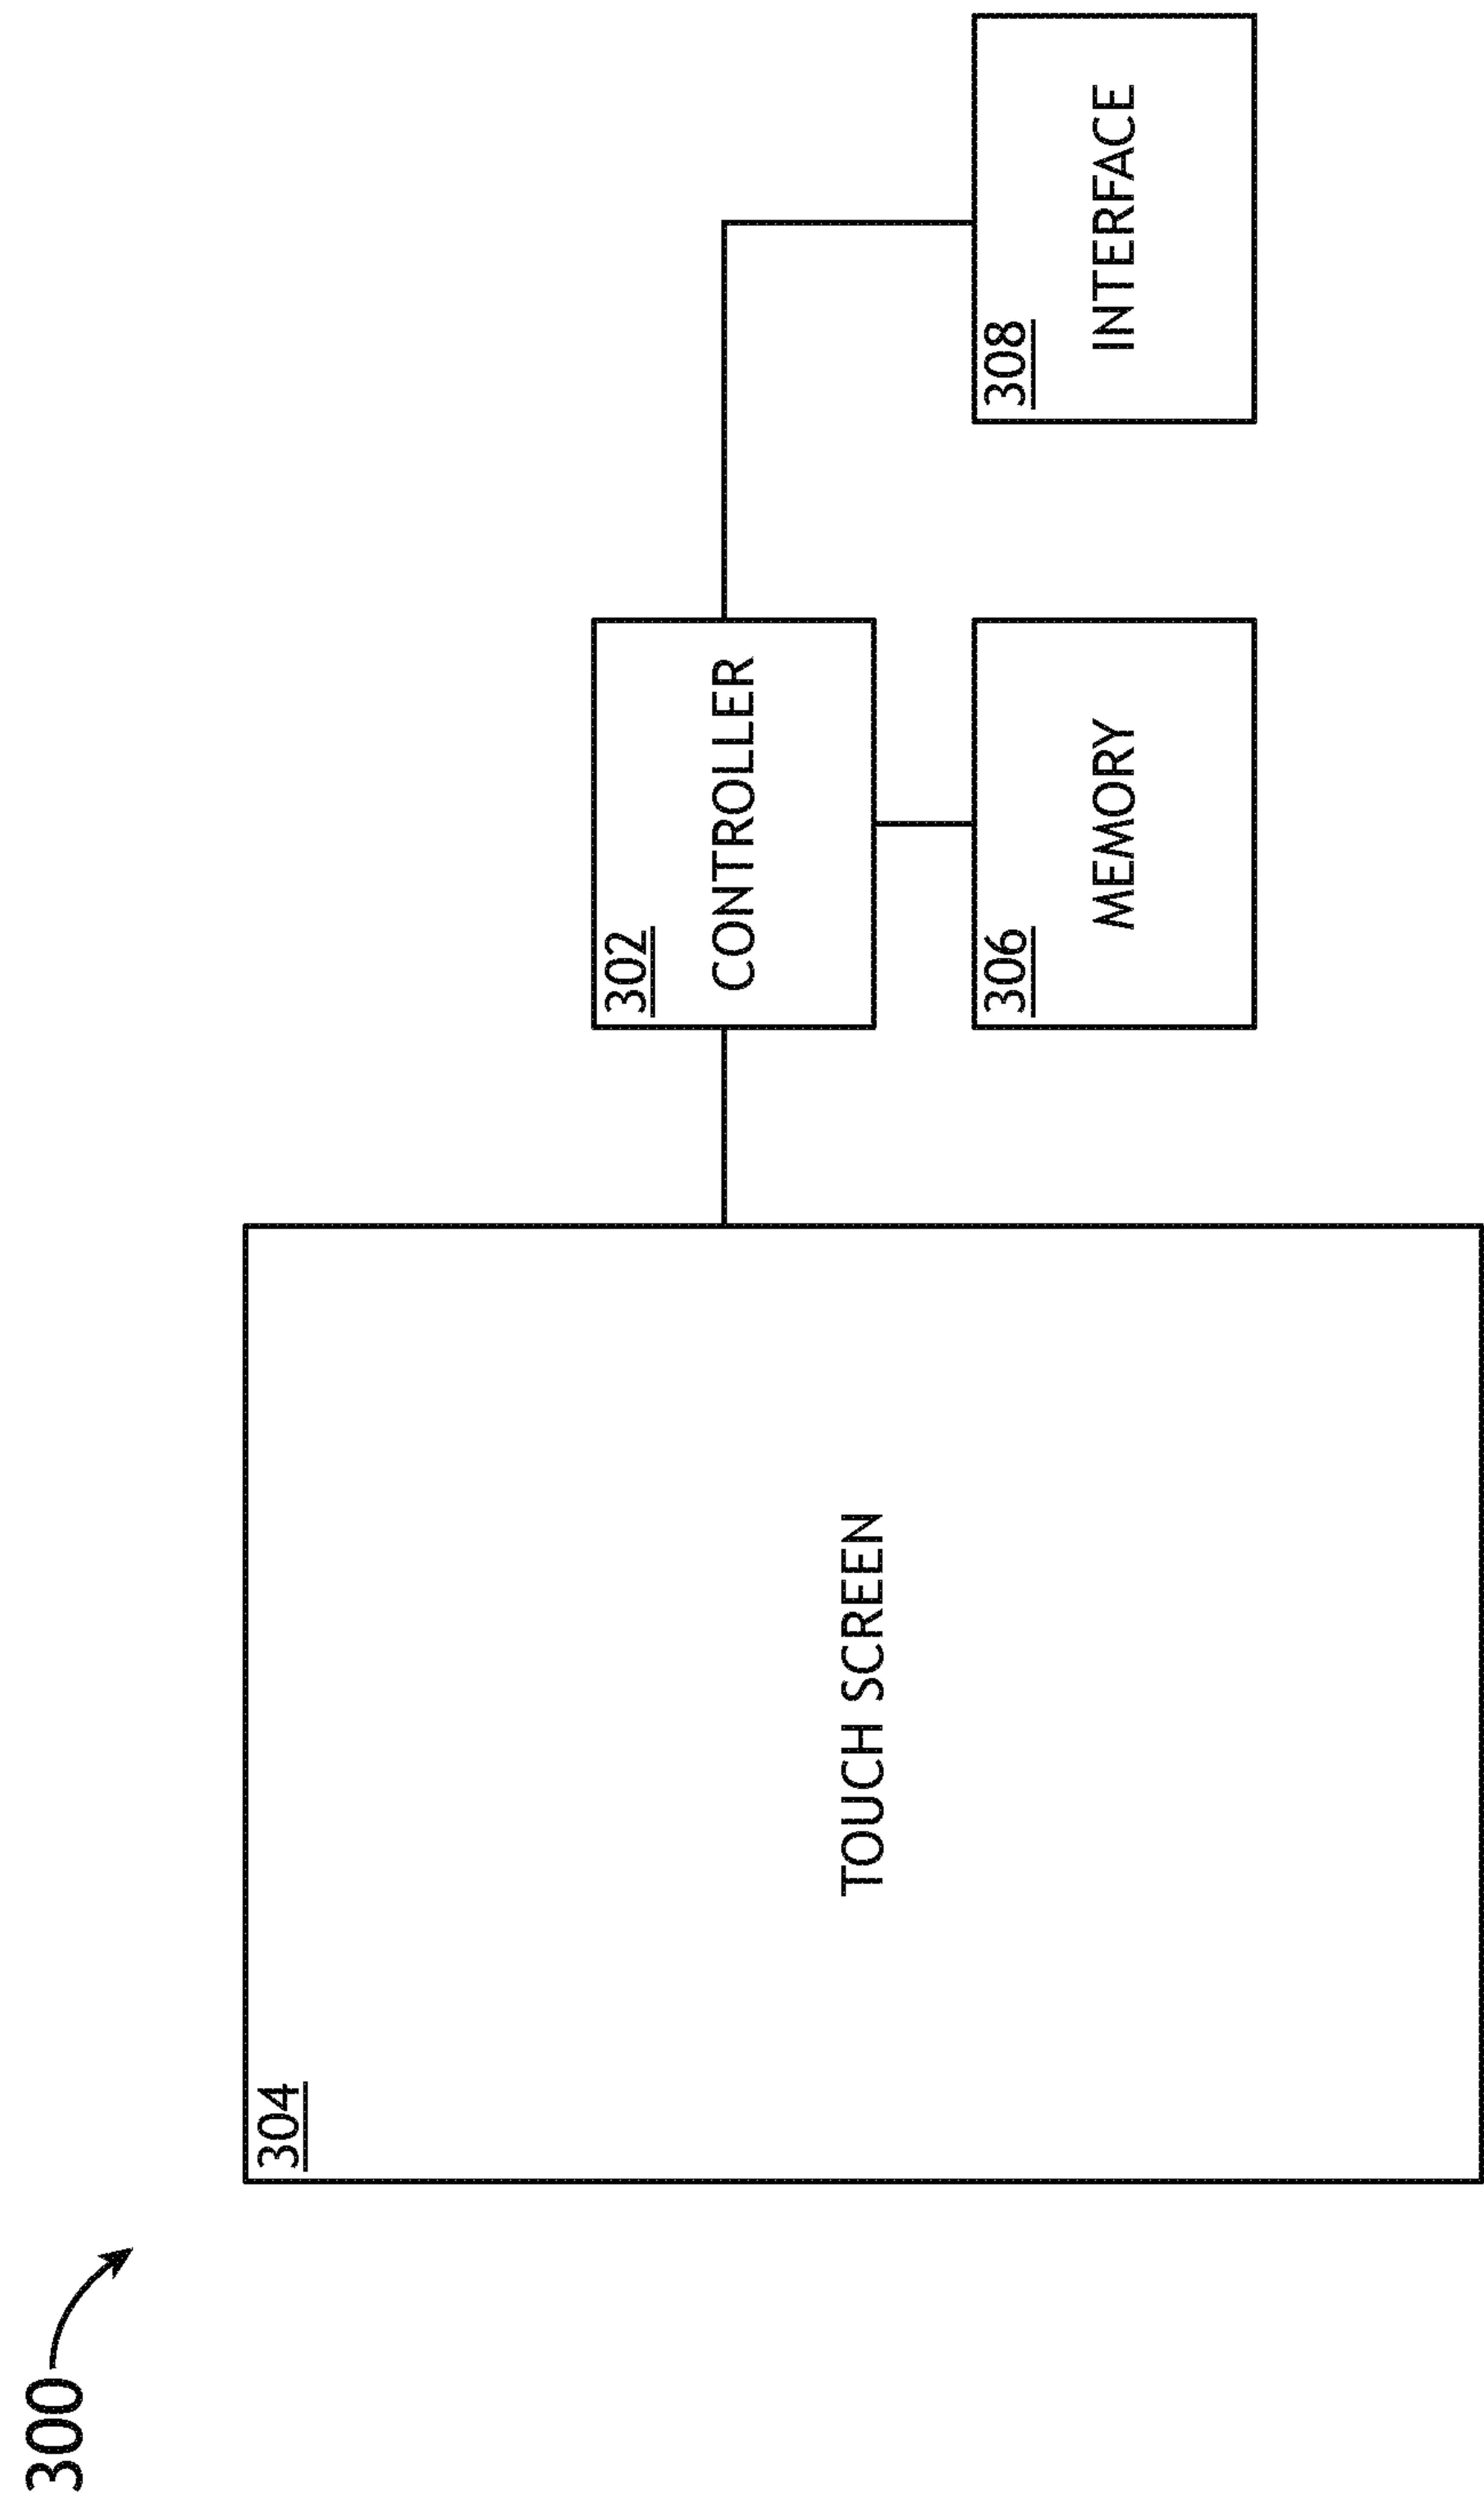 300
304
TOUCH SCREEN
302
CONTROLLER
306
MEMORY
308
INTERFACE